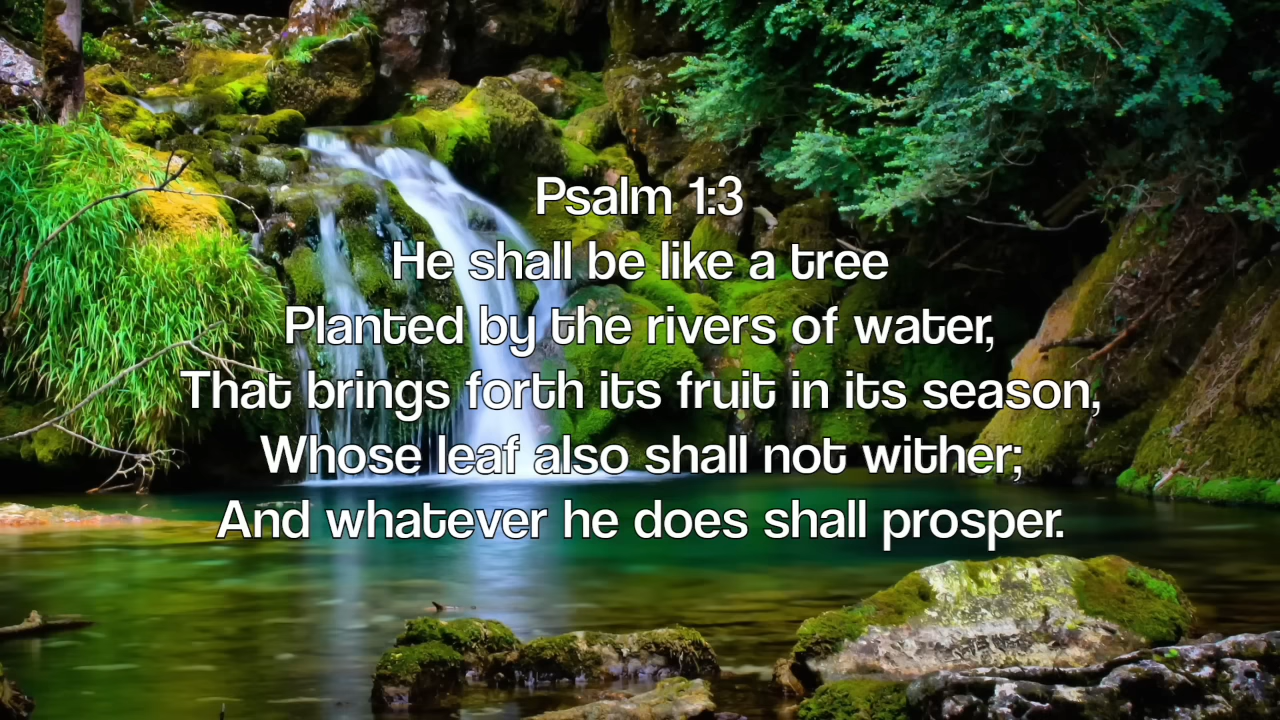 Psalm 1:3
He shall be like a tree
Planted by the rivers of water,
That brings forth its fruit in its season,
Whose leaf also shall not wither;
And whatever he does shall prosper.